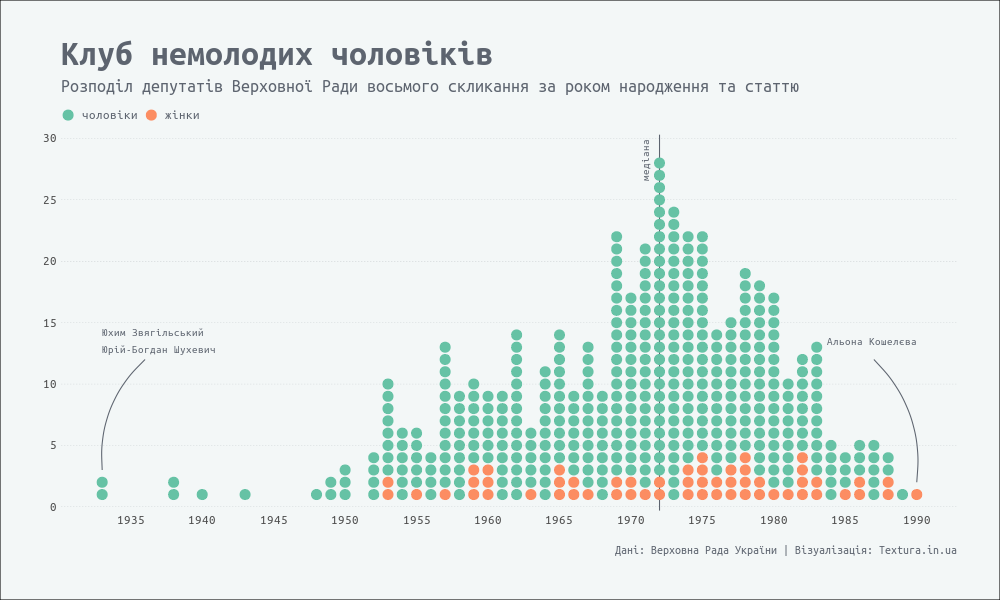 Клуб немолодих чоловіків
Розподіл депутатів Верховної Ради восьмого скликання за роком народження та статтю
чоловіки жінки
30
медіана
25
20
15
Юхим Звягільський
Юрій-Богдан Шухевич
Альона Кошелєва
10
5
0
1935 1940 1945 1950 1955 1960 1965 1970 1975 1980 1985 1990
Дані: Верховна Рада України | Візуалізація: Textura.in.ua